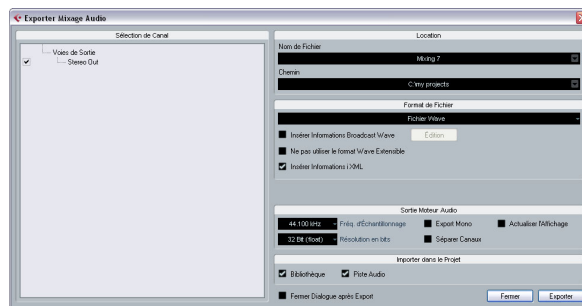 Exporter Mixage Audio
Sélection de Canal
Voies de Sortie
Stereo Out
Location
Nom de Fichier
Mixing 7
Chemin
C:\my projects
Format de Fichier
Fichier Wave
Insérer Informations Broadcast Wave
Édition
Ne pas utiliser le format Wave Extensible
Insérer Informations iXML
Sortie Moteur Audio
44.100 kHz Fréq. d'Échantillonnage Export Mono Actualiser l'Affichage
32 Bit (float) Résolution en bits Séparer Canaux
Importer dans le Projet
Bibliothèque Piste Audio
Fermer Dialogue après Export Fermer Exporter